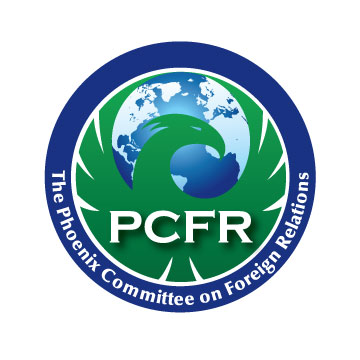 PCFR
The Phoenix Committee on Foreign Relations